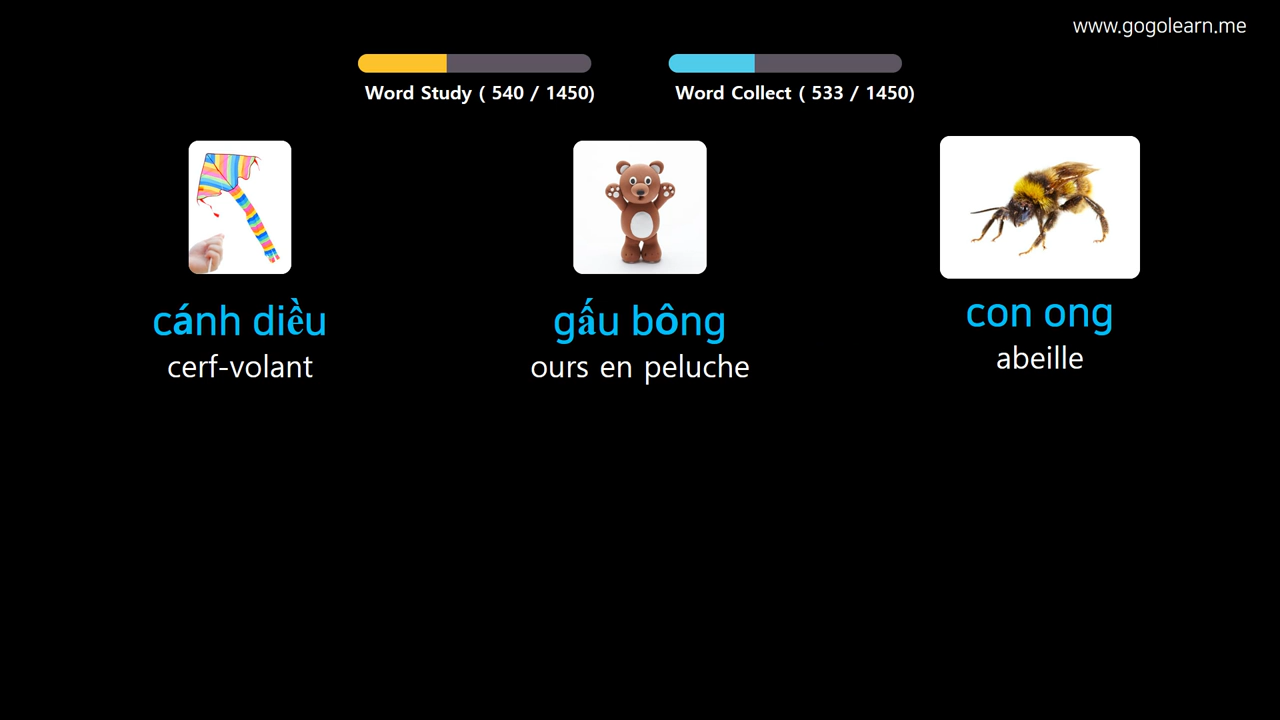 www.gogolearn.me
Word Study ( 540 / 1450)
Word Collect ( 533 / 1450)
cánh diều
cerf-volant
gấu bông
ours en peluche
con ong
abeille